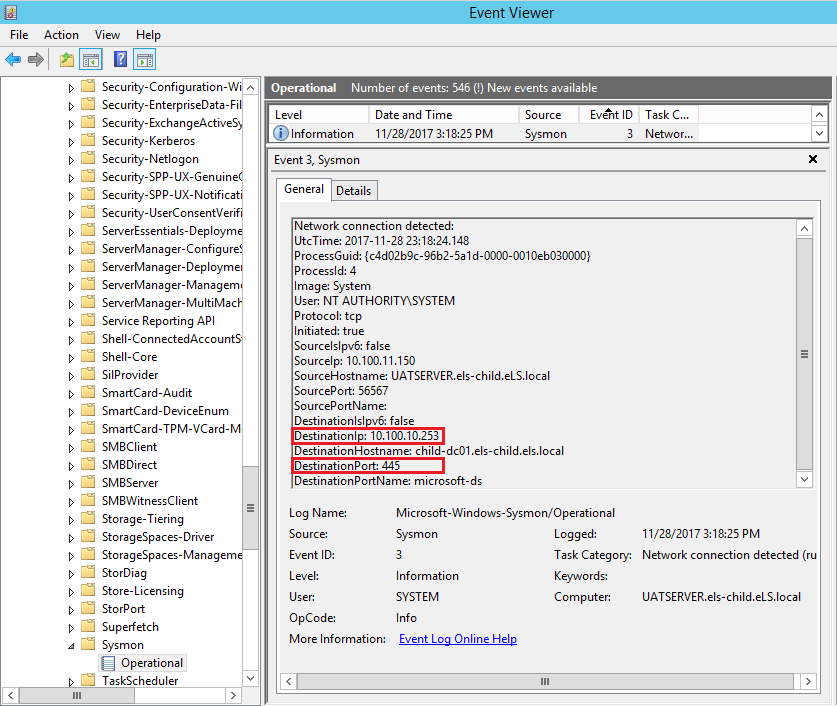 Event Viewer
File Action View Help
Security-Configuration-Wi
Security-EnterpriseData-Fil
Security-ExchangeActiveSy
Security-Kerberos
Security-Netlogon
Security-SPP-UX-GenuineC
Security-SPP-UX-Notificati
Security-UserConsentVerifi
ServerEssentials-Deployme
ServerManager-ConfigureS
ServerManager-Deploymen
ServerManager-Manageme
ServerManager-MultiMach
Service Reporting API
Shell-ConnectedAccountSt
Shell-Core
SilProvider
SmartCard-Audit
SmartCard-DeviceEnum
SmartCard-TPM-VCard-M
SMBClient
SMBDirect
SMBServer
SMBWitnessClient
Storage-Tiering
StorageSpaces-Driver
StorageSpaces-Manageme
StorDiag
Store-Licensing
StorPort
Superfetch
Sysmon
Operational
TaskScheduler
Operational Number of events: 546 (!) New events available
Level Date and Time Source Event ID Task C...
Information 11/28/2017 3:18:25 PM Sysmon 3 Networ...
Event 3, Sysmon
General Details
Network connection detected:
UtcTime: 2017-11-28 23:18:24.148
ProcessGuid: {c4d02b9c-96b2-5a1d-0000-0010eb030000}
ProcessId: 4
Image: System
User: NT AUTHORITY\SYSTEM
Protocol: tcp
Initiated: true
SourceIsIpv6: false
SourceIp: 10.100.11.150
SourceHostname: UATSERVER.els-child.eLS.local
SourcePort: 56567
SourcePortName:
DestinationIsIpv6: false
DestinationIp: 10.100.10.253
DestinationHostname: child-dc01.els-child.els.local
DestinationPort: 445
DestinationPortName: microsoft-ds
Log Name: Microsoft-Windows-Sysmon/Operational
Source: Sysmon Logged: 11/28/2017 3:18:25 PM
Event ID: 3 Task Category: Network connection detected (ru
Level: Information Keywords:
User: SYSTEM Computer: UATSERVER.els-child.eLS.local
OpCode: Info
More Information: Event Log Online Help